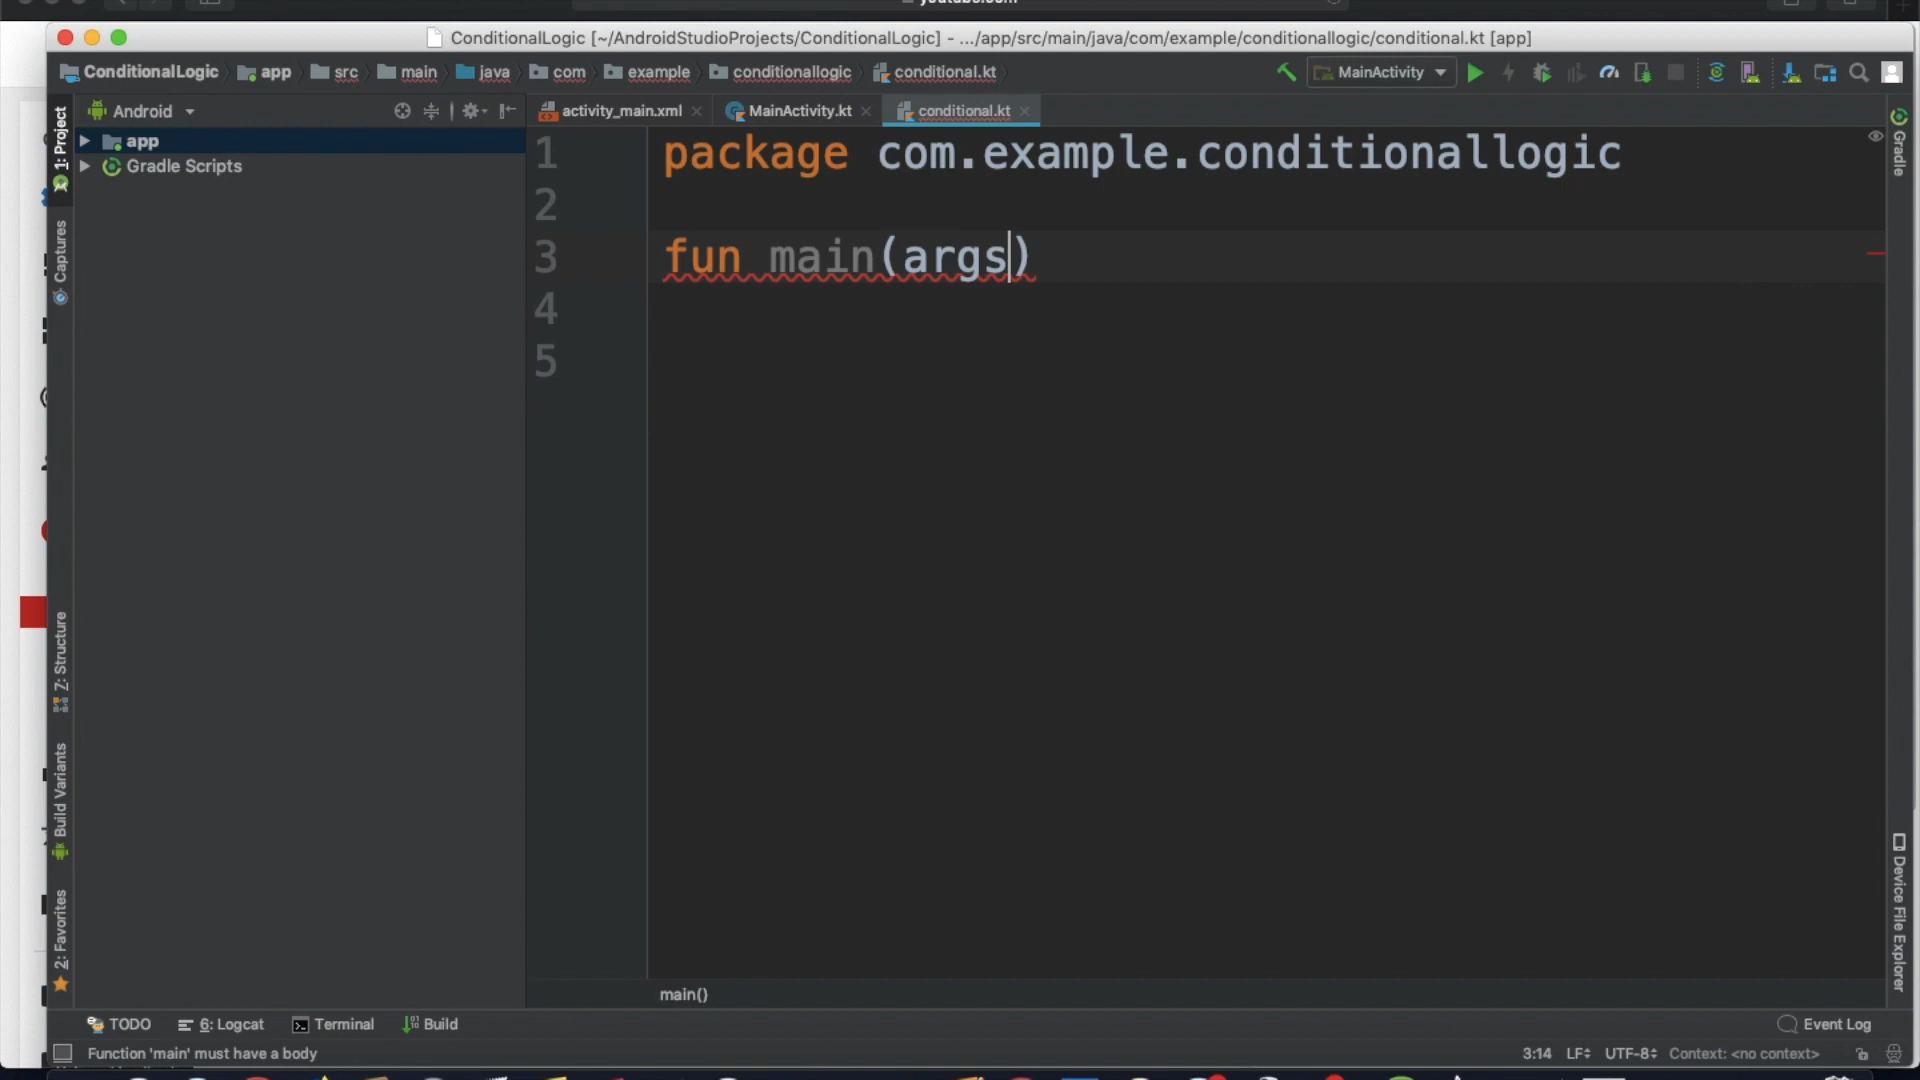 ConditionalLogic [~/AndroidStudioProjects/ConditionalLogic] - .../app/src/main/java/com/example/conditionallogic/conditional.kt [app]
ConditionalLogic app src main java com example conditionallogic conditional.kt MainActivity
1: Project
Android
activity_main.xml MainActivity.kt conditional.kt
app
Gradle Scripts
Captures
Z: Structure
Build Variants
2: Favorites
1 package com.example.conditionallogic
2
3 fun main(args)
4
5
Gradle
Device File Explorer
main()
TODO 6: Logcat Terminal Build Event Log
Function 'main' must have a body 3:14 LF UTF-8 Context: <no context>